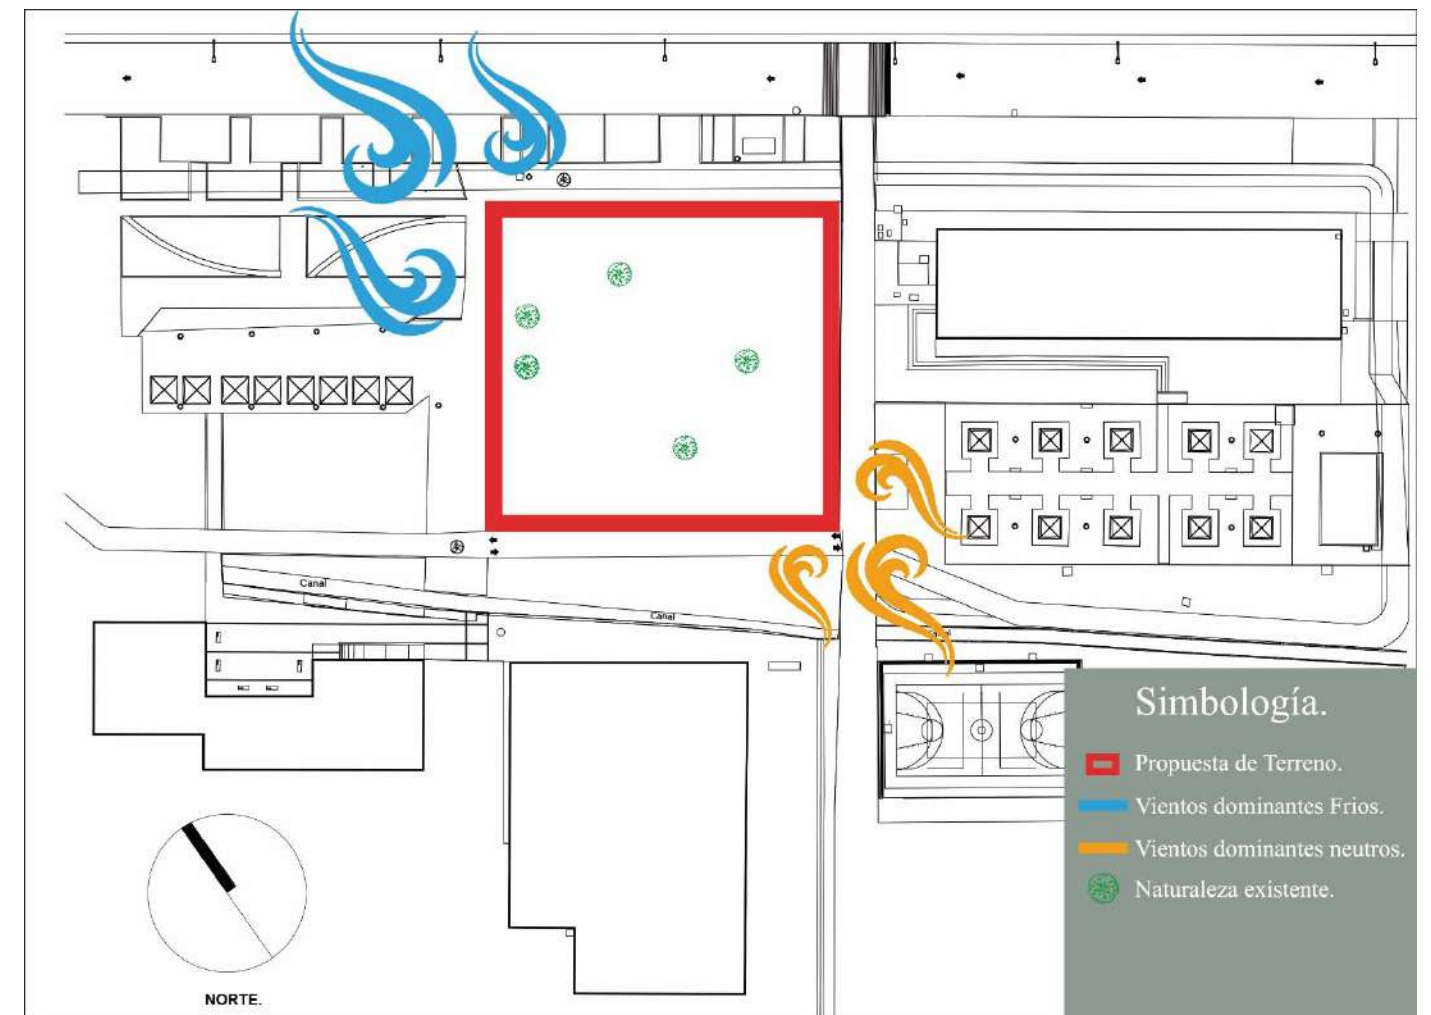 Canal
Canal
Simbología.
Propuesta de Terreno.
Vientos dominantes Frios.
Vientos dominantes neutros.
Naturaleza existente.
NORTE.